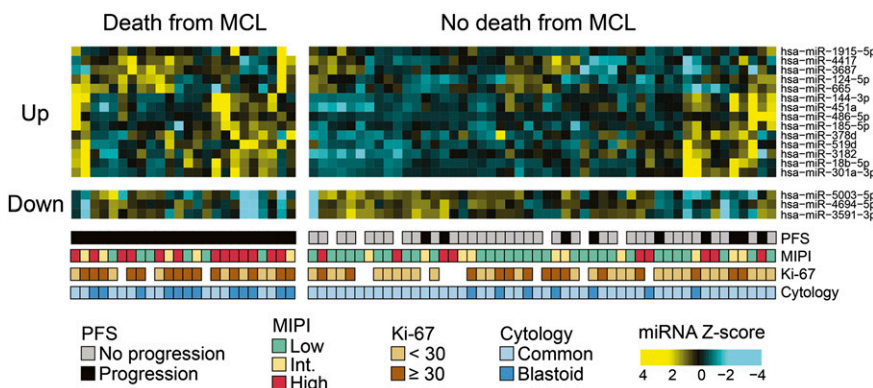 Death from MCL No death from MCL
Up
hsa-miR-1915-5p
hsa-miR-4417
hsa-miR-3687
hsa-miR-124-5p
hsa-miR-665
hsa-miR-144-3p
hsa-miR-451a
hsa-miR-486-5p
hsa-miR-185-5p
hsa-miR-378d
hsa-miR-519d
hsa-miR-3182
hsa-miR-18b-5p
hsa-miR-301a-3p
Down
hsa-miR-5003-5p
hsa-miR-4694-5p
hsa-miR-3591-3p
PFS
MIPI
Ki-67
Cytology
PFS
No progression
Progression
MIPI
Low
Int.
High
Ki-67
< 30
≥ 30
Cytology
Common
Blastoid
miRNA Z-score
4 2 0 -2 -4